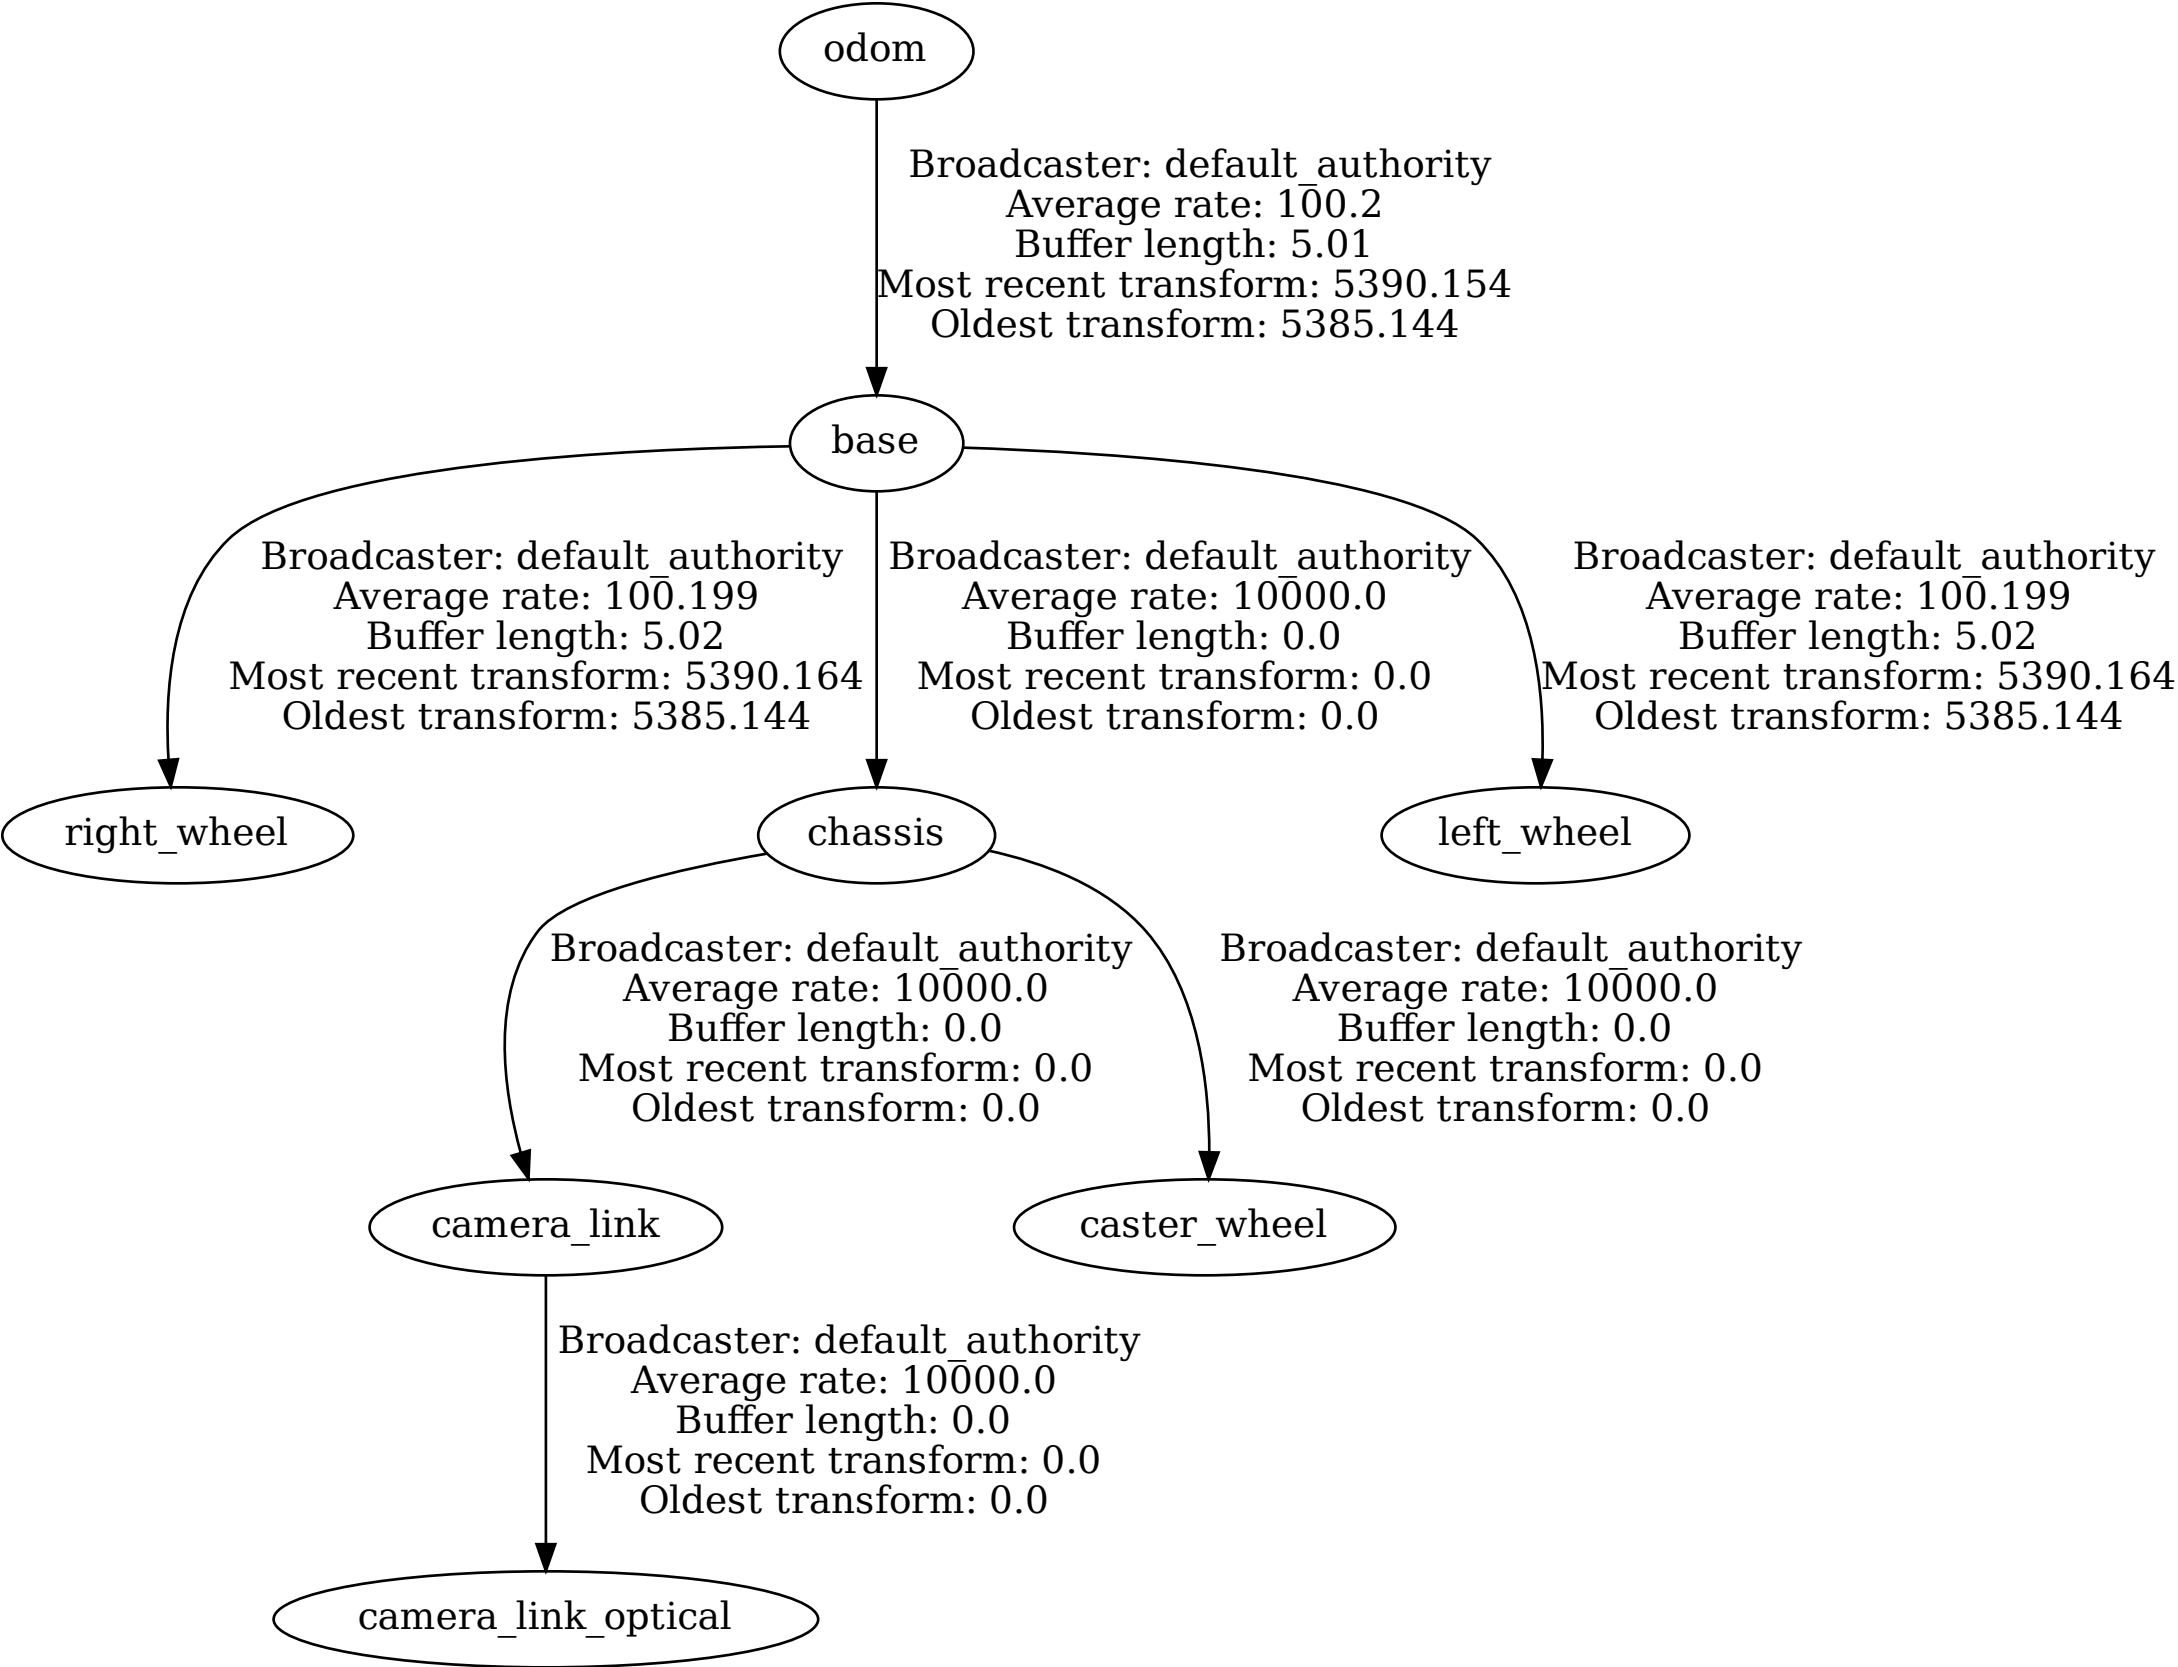 odom
Broadcaster: default_authority
Average rate: 100.2
Buffer length: 5.01
Most recent transform: 5390.154
Oldest transform: 5385.144
base
Broadcaster: default_authority
Average rate: 100.199
Buffer length: 5.02
Most recent transform: 5390.164
Oldest transform: 5385.144
Broadcaster: default_authority
Average rate: 10000.0
Buffer length: 0.0
Most recent transform: 0.0
Oldest transform: 0.0
Broadcaster: default_authority
Average rate: 100.199
Buffer length: 5.02
Most recent transform: 5390.164
Oldest transform: 5385.144
right_wheel
chassis
left_wheel
Broadcaster: default_authority
Average rate: 10000.0
Buffer length: 0.0
Most recent transform: 0.0
Oldest transform: 0.0
Broadcaster: default_authority
Average rate: 10000.0
Buffer length: 0.0
Most recent transform: 0.0
Oldest transform: 0.0
camera_link
caster_wheel
Broadcaster: default_authority
Average rate: 10000.0
Buffer length: 0.0
Most recent transform: 0.0
Oldest transform: 0.0
camera_link_optical